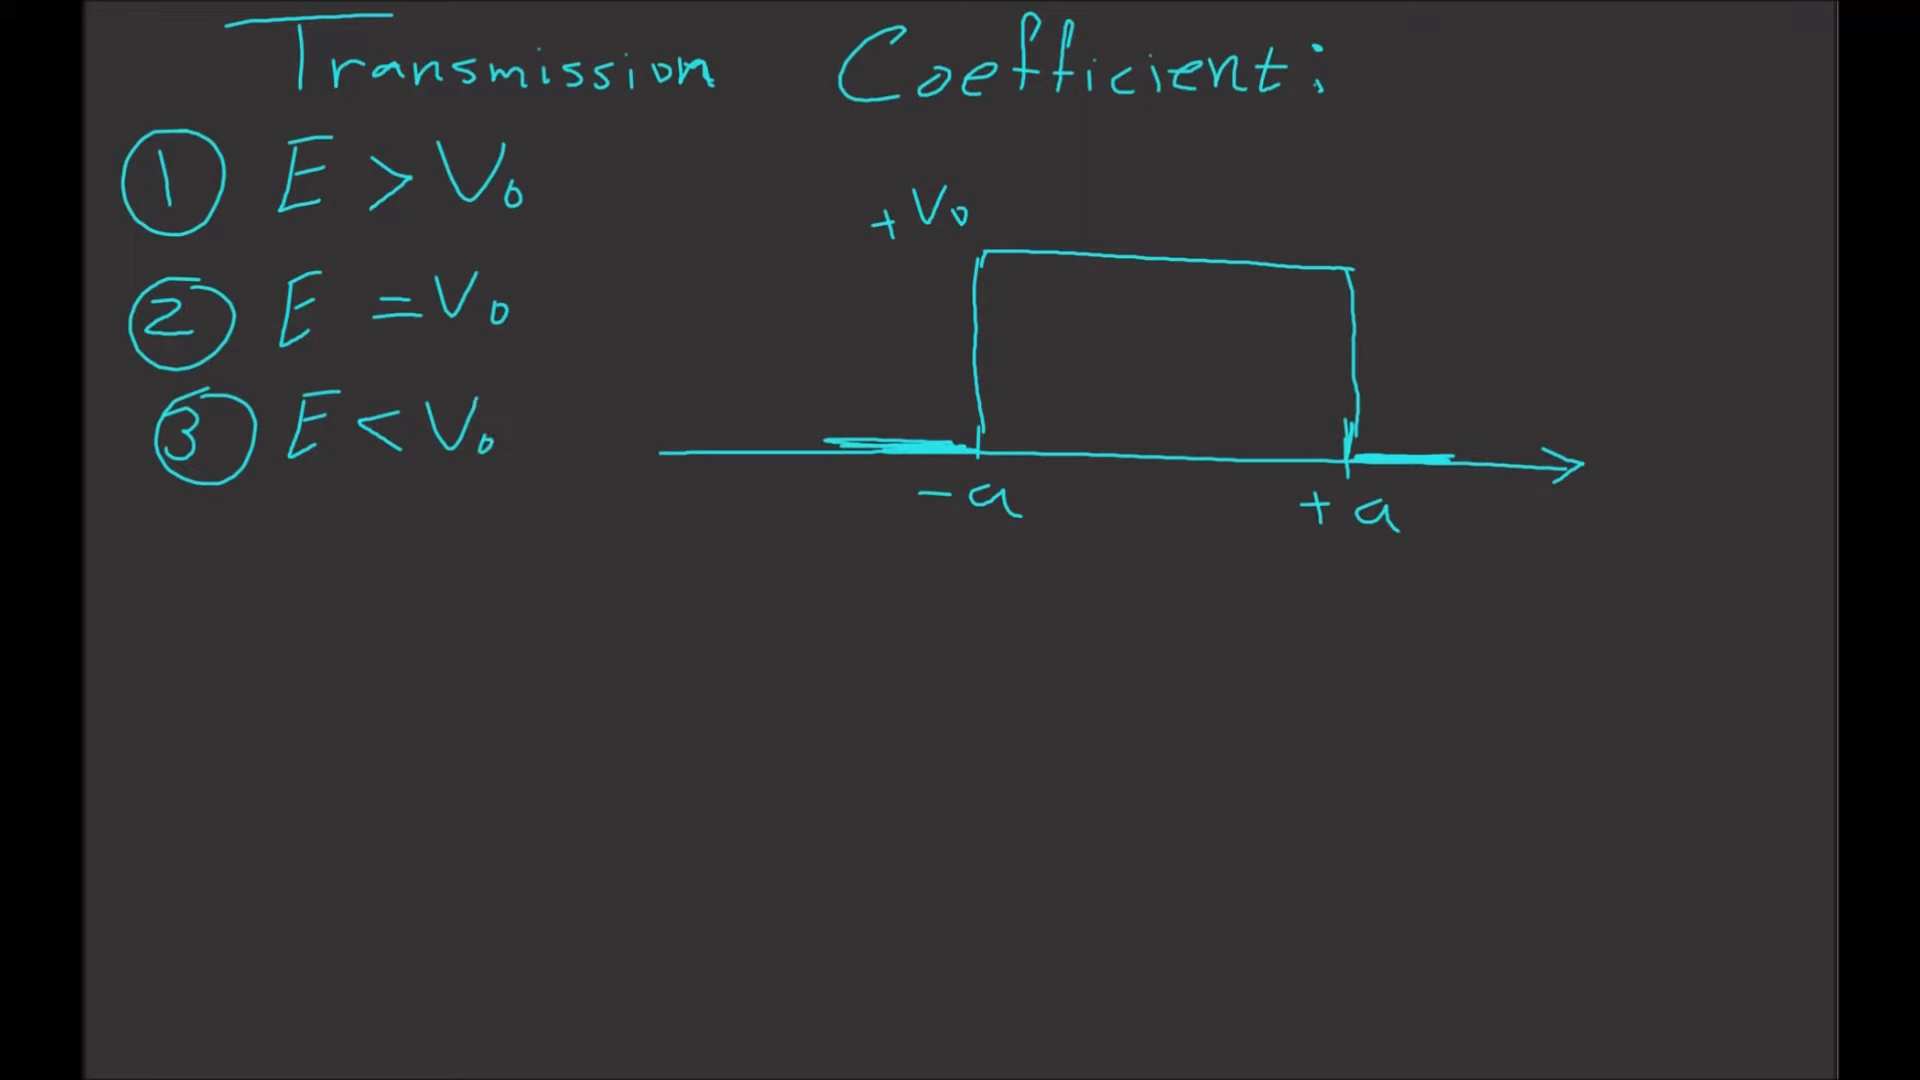 Transmission Coefficient:
① E > V₀
② E = V₀
③ E < V₀
+V₀
-a
+a